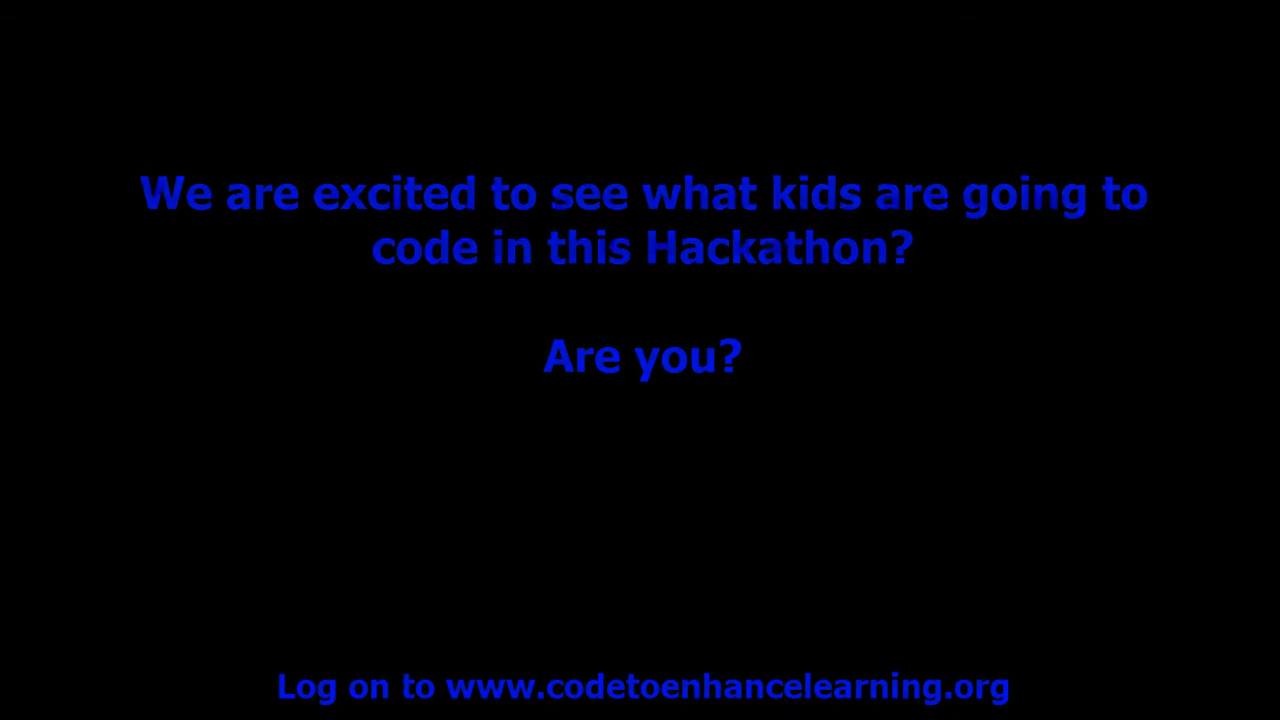 We are excited to see what kids are going to
code in this Hackathon?
Are you?
Log on to www.codetoenhancelearning.org